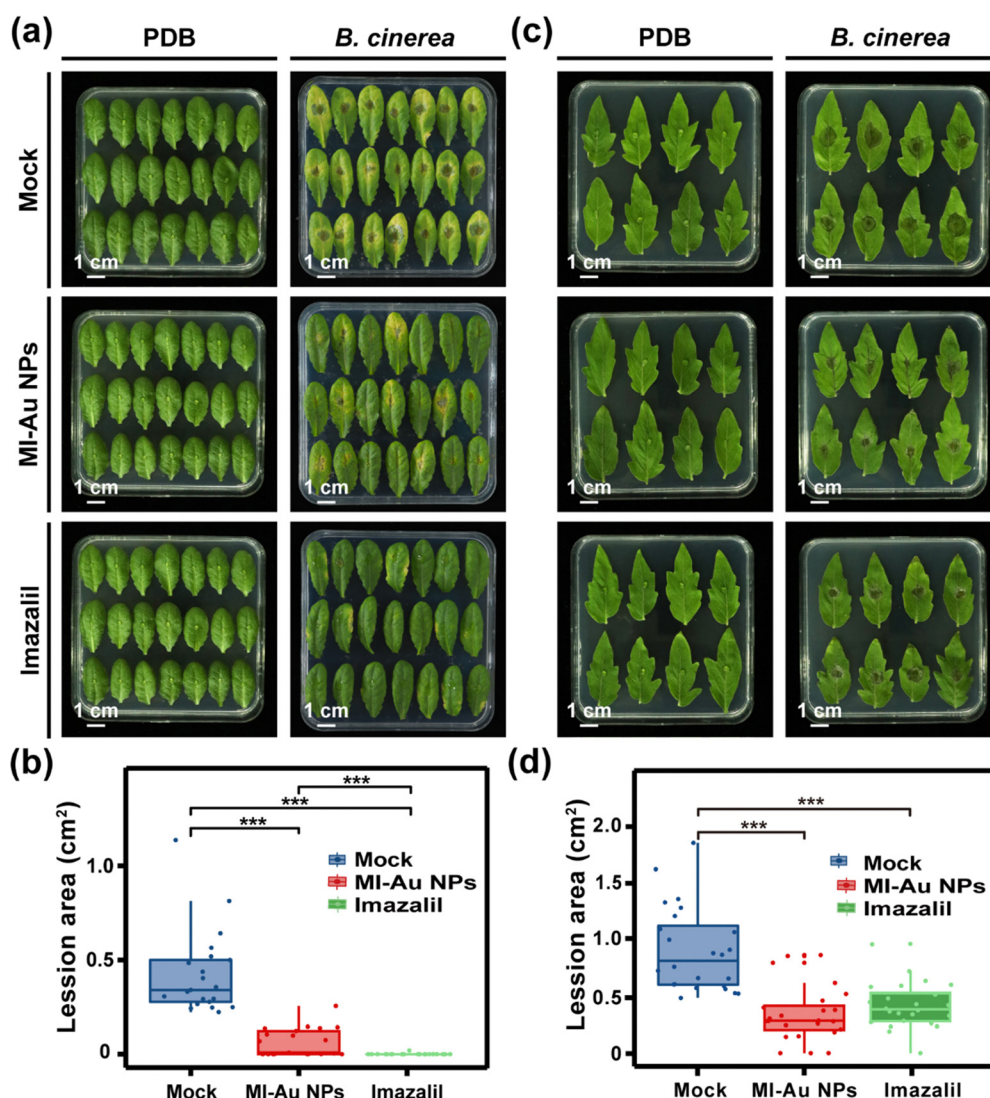 (a)
PDB
B. cinerea
(c)
PDB
B. cinerea
Mock
1 cm
1 cm
1 cm
1 cm
MI-Au NPs
1 cm
1 cm
1 cm
1 cm
Imazalil
1 cm
1 cm
1 cm
1 cm
(b)
Lession area (cm²)
1.0
0.5
0
***
***
***
Mock
MI-Au NPs
Imazalil
Mock
MI-Au NPs
Imazalil
(d)
Lession area (cm²)
2.0
1.5
1.0
0.5
0
***
***
Mock
MI-Au NPs
Imazalil
Mock
MI-Au NPs
Imazalil